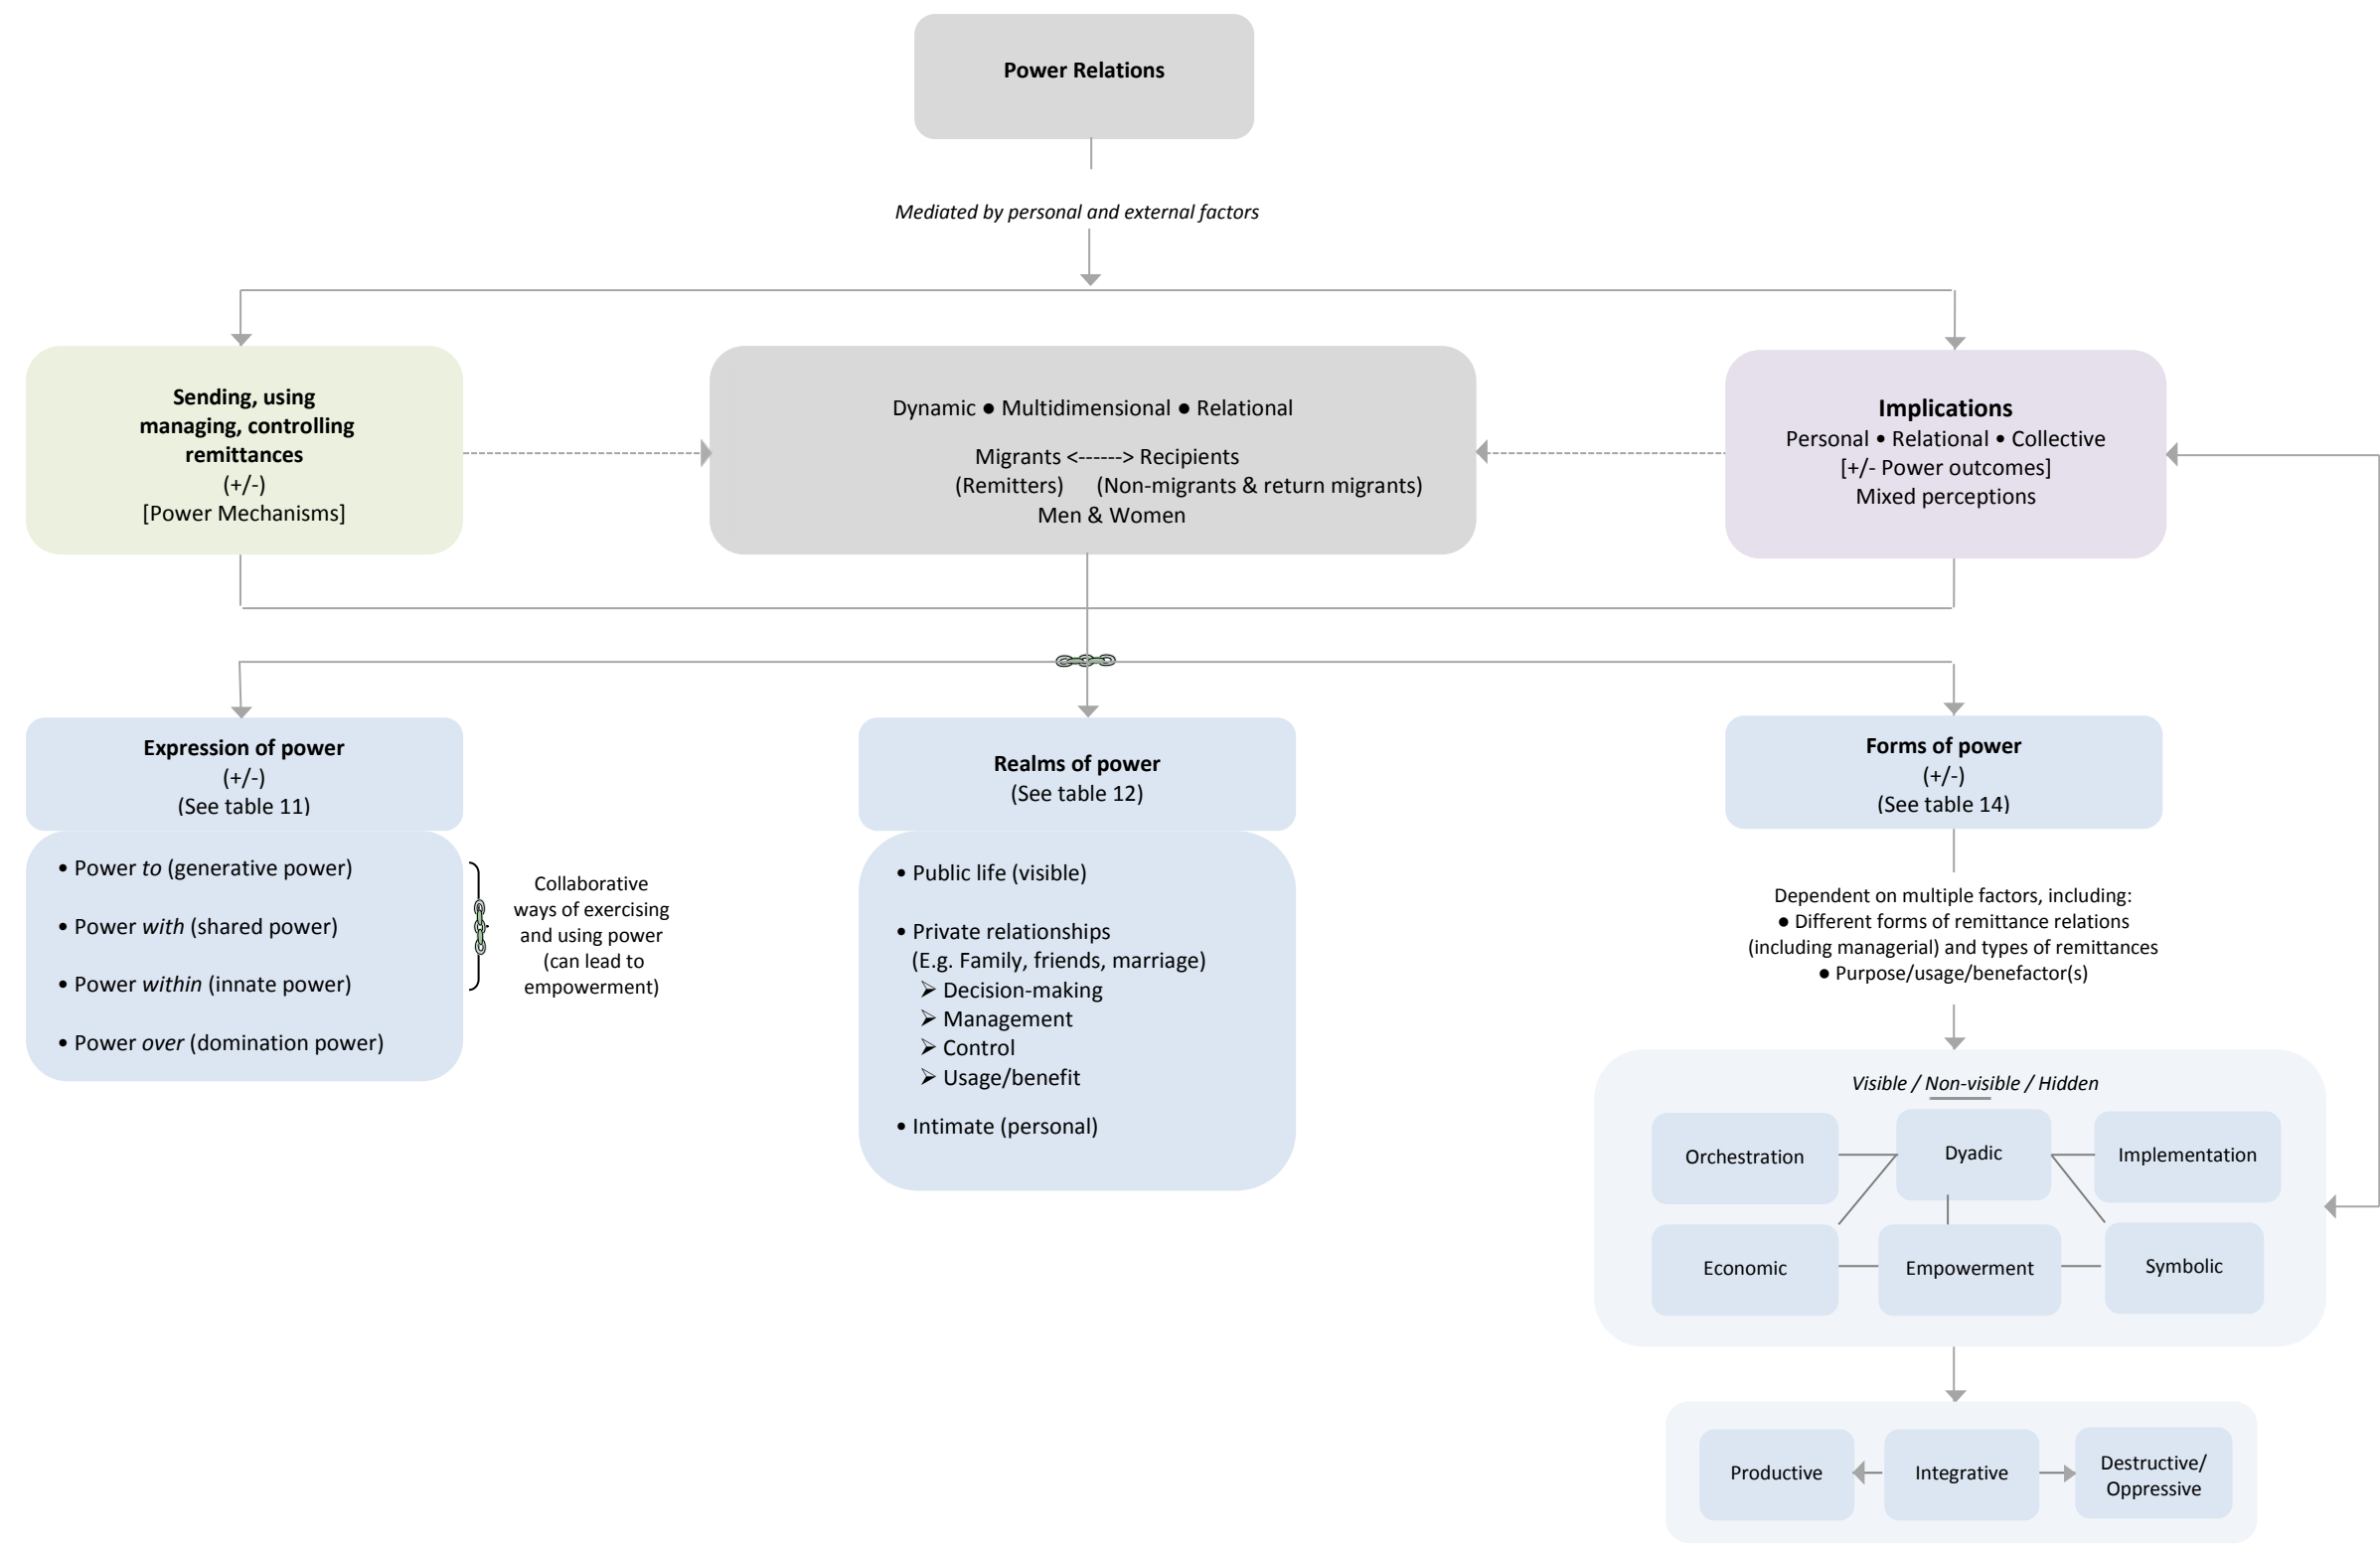 Power Relations
Mediated by personal and external factors
Sending, using
managing, controlling
remittances
(+/-)
[Power Mechanisms]
Dynamic ● Multidimensional ● Relational
Migrants <------> Recipients
(Remitters) (Non-migrants & return migrants)
Men & Women
Implications
Personal • Relational • Collective
[+/- Power outcomes]
Mixed perceptions
Expression of power
(+/-)
(See table 11)
• Power to (generative power)
• Power with (shared power)
• Power within (innate power)
• Power over (domination power)
Collaborative
ways of exercising
and using power
(can lead to
empowerment)
Realms of power
(See table 12)
• Public life (visible)
• Private relationships
(E.g. Family, friends, marriage)
➢ Decision-making
➢ Management
➢ Control
➢ Usage/benefit
• Intimate (personal)
Forms of power
(+/-)
(See table 14)
Dependent on multiple factors, including:
● Different forms of remittance relations
(including managerial) and types of remittances
● Purpose/usage/benefactor(s)
Visible / Non-visible / Hidden
Orchestration
Dyadic
Implementation
Economic
Empowerment
Symbolic
Productive
Integrative
Destructive/
Oppressive